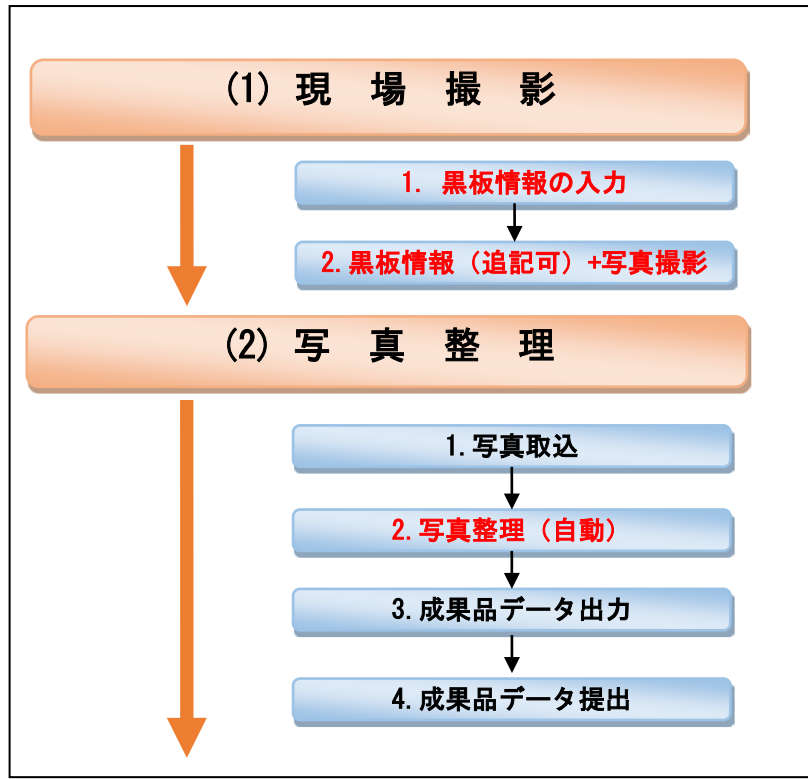 (1) 現 場 撮 影
1. 黒板情報の入力
2.黒板情報（追記可）+写真撮影
(2) 写 真 整 理
1.写真取込
2.写真整理（自動）
3.成果品データ出力
4.成果品データ提出